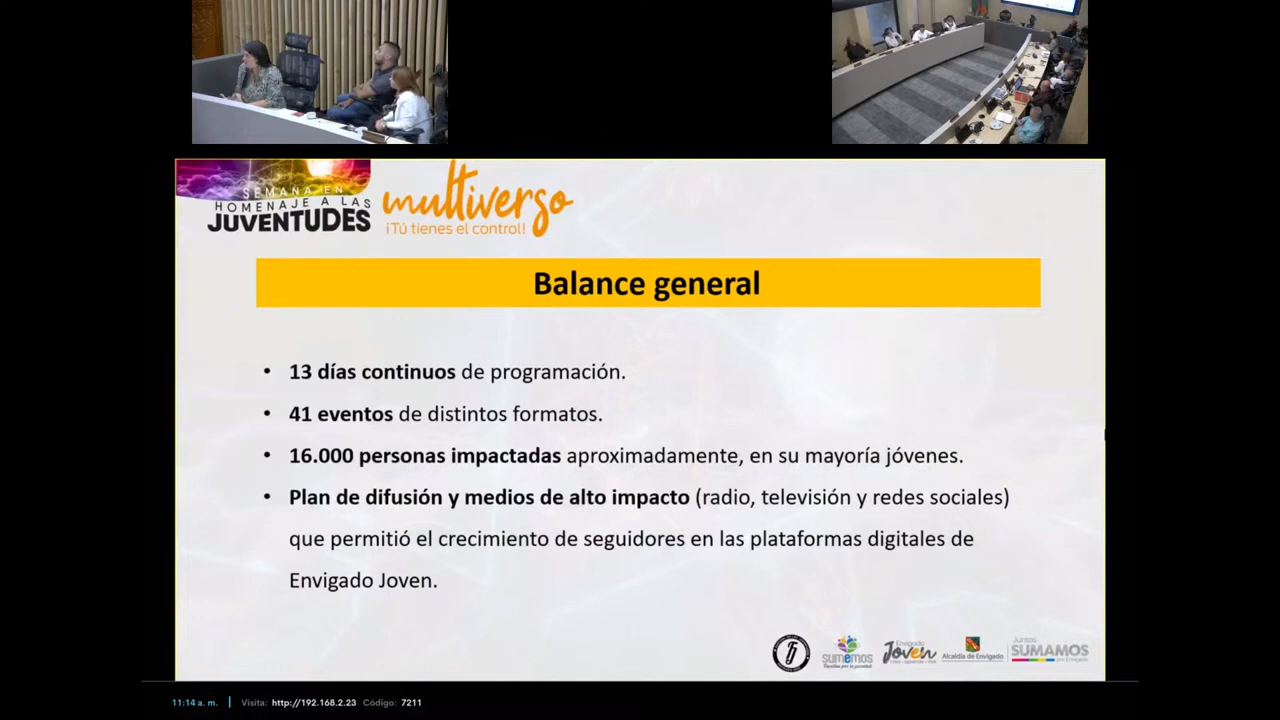 SEMANA EN
HOMENAJE A LAS
JUVENTUDES
multiverso
¡Tú tienes el control!
Balance general
• 13 días continuos de programación.
• 41 eventos de distintos formatos.
• 16.000 personas impactadas aproximadamente, en su mayoría jóvenes.
• Plan de difusión y medios de alto impacto (radio, televisión y redes sociales)
que permitió el crecimiento de seguidores en las plataformas digitales de
Envigado Joven.
sumemos
Envigado
Joven
Alcaldía de Envigado
Juntos
SUMAMOS
por Envigado
11:14 a. m. | Visita: http://192.168.2.23 Código: 7211